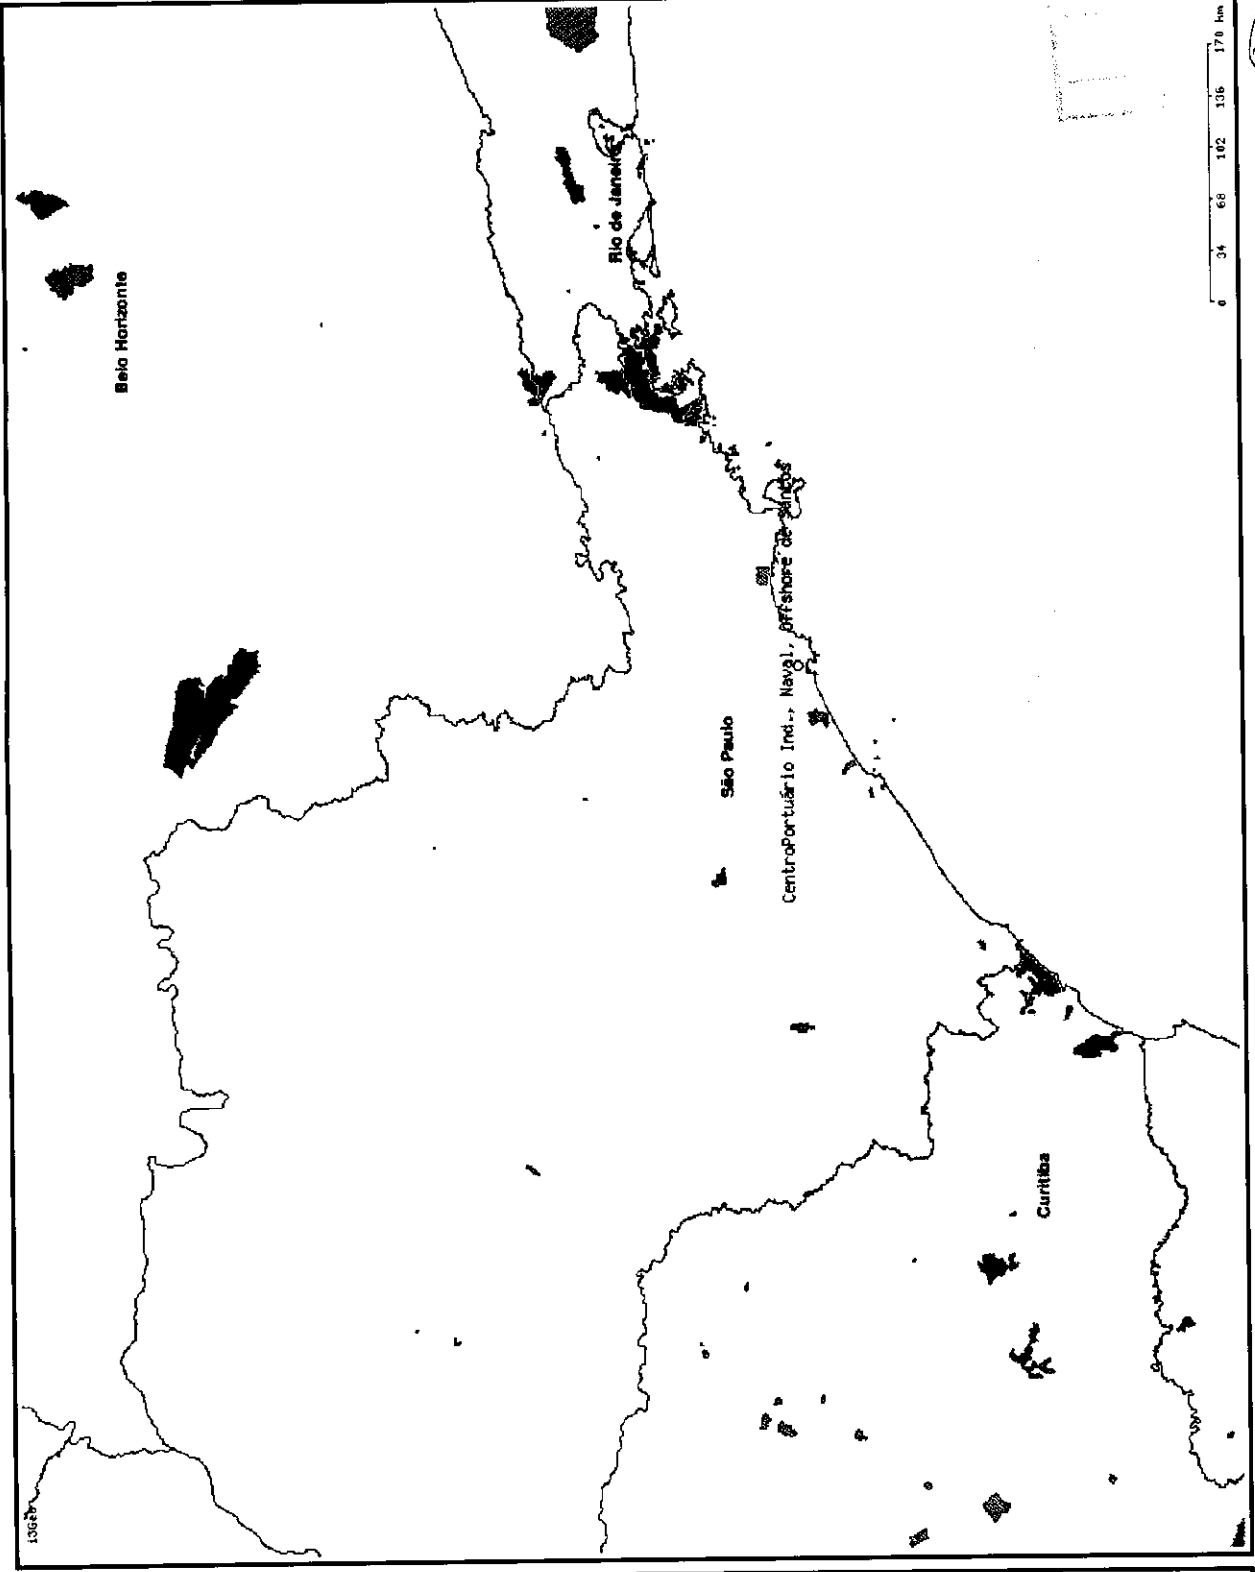 Belo Horizonte
Rio de Janeiro
São Paulo
CentroPortuário Ind., Naval, Offshore de Santos
Curitiba
0 34 68 102 136 170 km